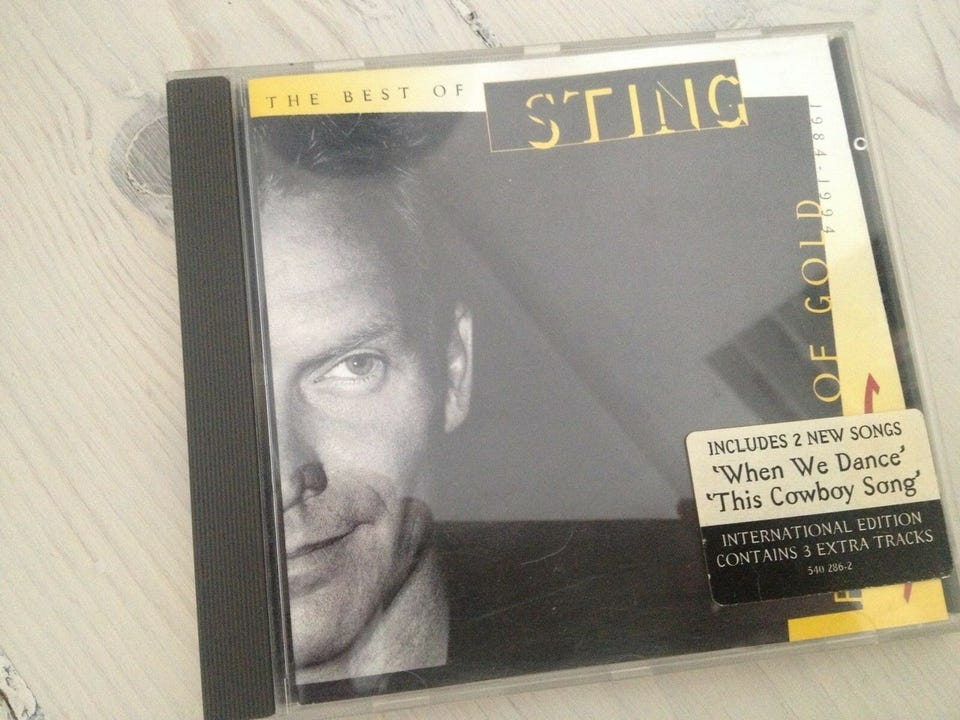 THE BEST OF
STING
1984-1994
OF GOLD
INCLUDES 2 NEW SONGS
'When We Dance'
'This Cowboy Song'
INTERNATIONAL EDITION
CONTAINS 3 EXTRA TRACKS
540 286-2